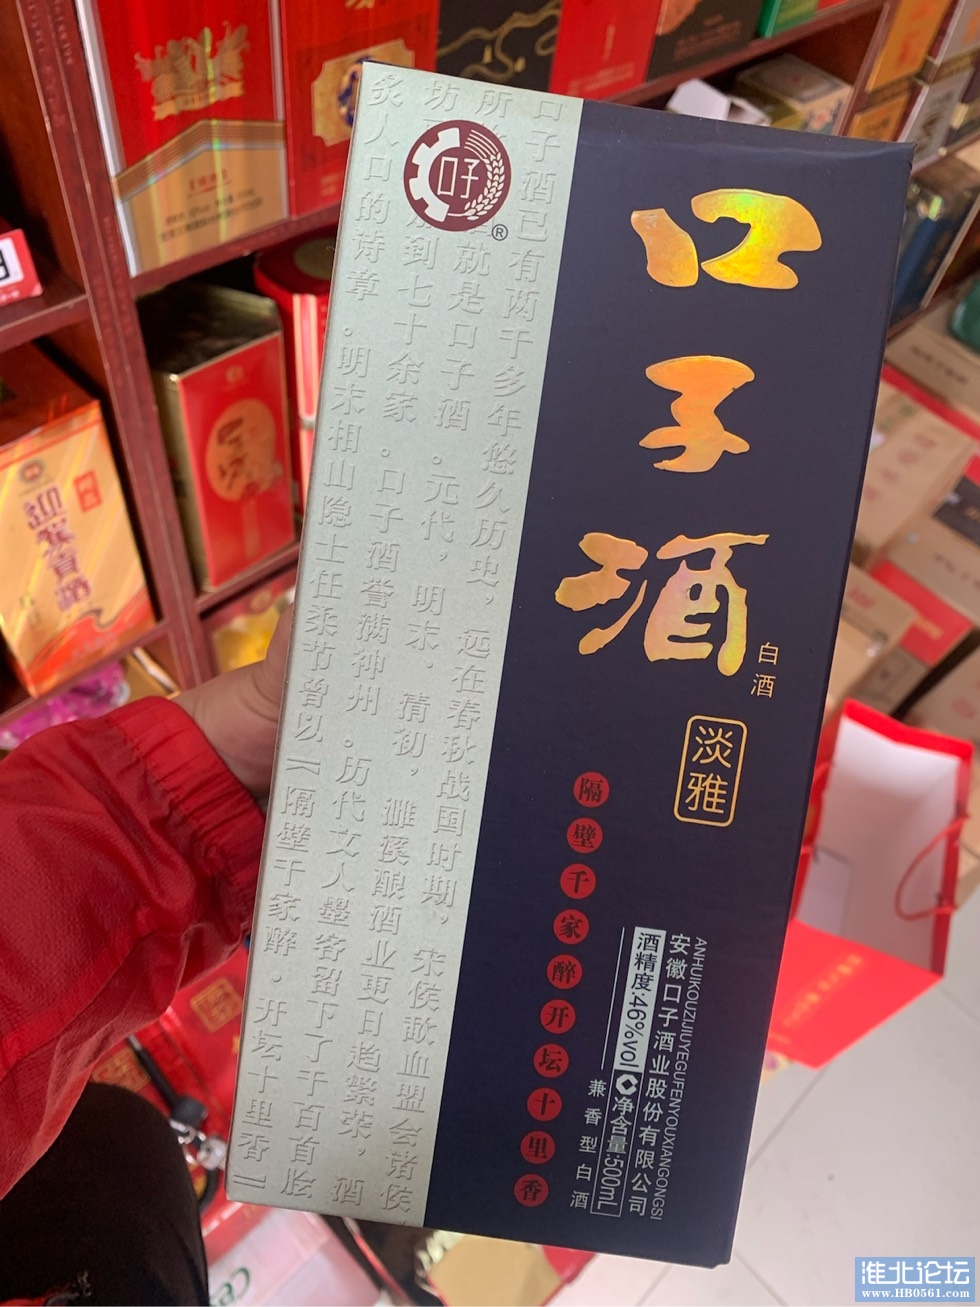 口子酒
白酒
淡雅
隔壁千家醉开坛十里香
ANHUIKOUZIJIUYEGUFENYOUXIANGONGSI
安徽口子酒业股份有限公司
酒精度:46%vol 净含量:500mL
兼香型白酒
口子
®
口子酒已有两千多年悠久历史，远在春秋战国时期，宋侯歃血盟会诸侯，
所
就是口子酒。元代，明末、清初，濉溪酿酒业更日趋繁荣，酒
坊
到七十余家。口子酒誉满神州。历代文人墨客留下了千百首脍
炙人口的诗章。明末相山隐士任柔节曾以『隔壁千家醉·开坛十里香』
迎驾贡酒
淮北论坛
www.HB0561.com